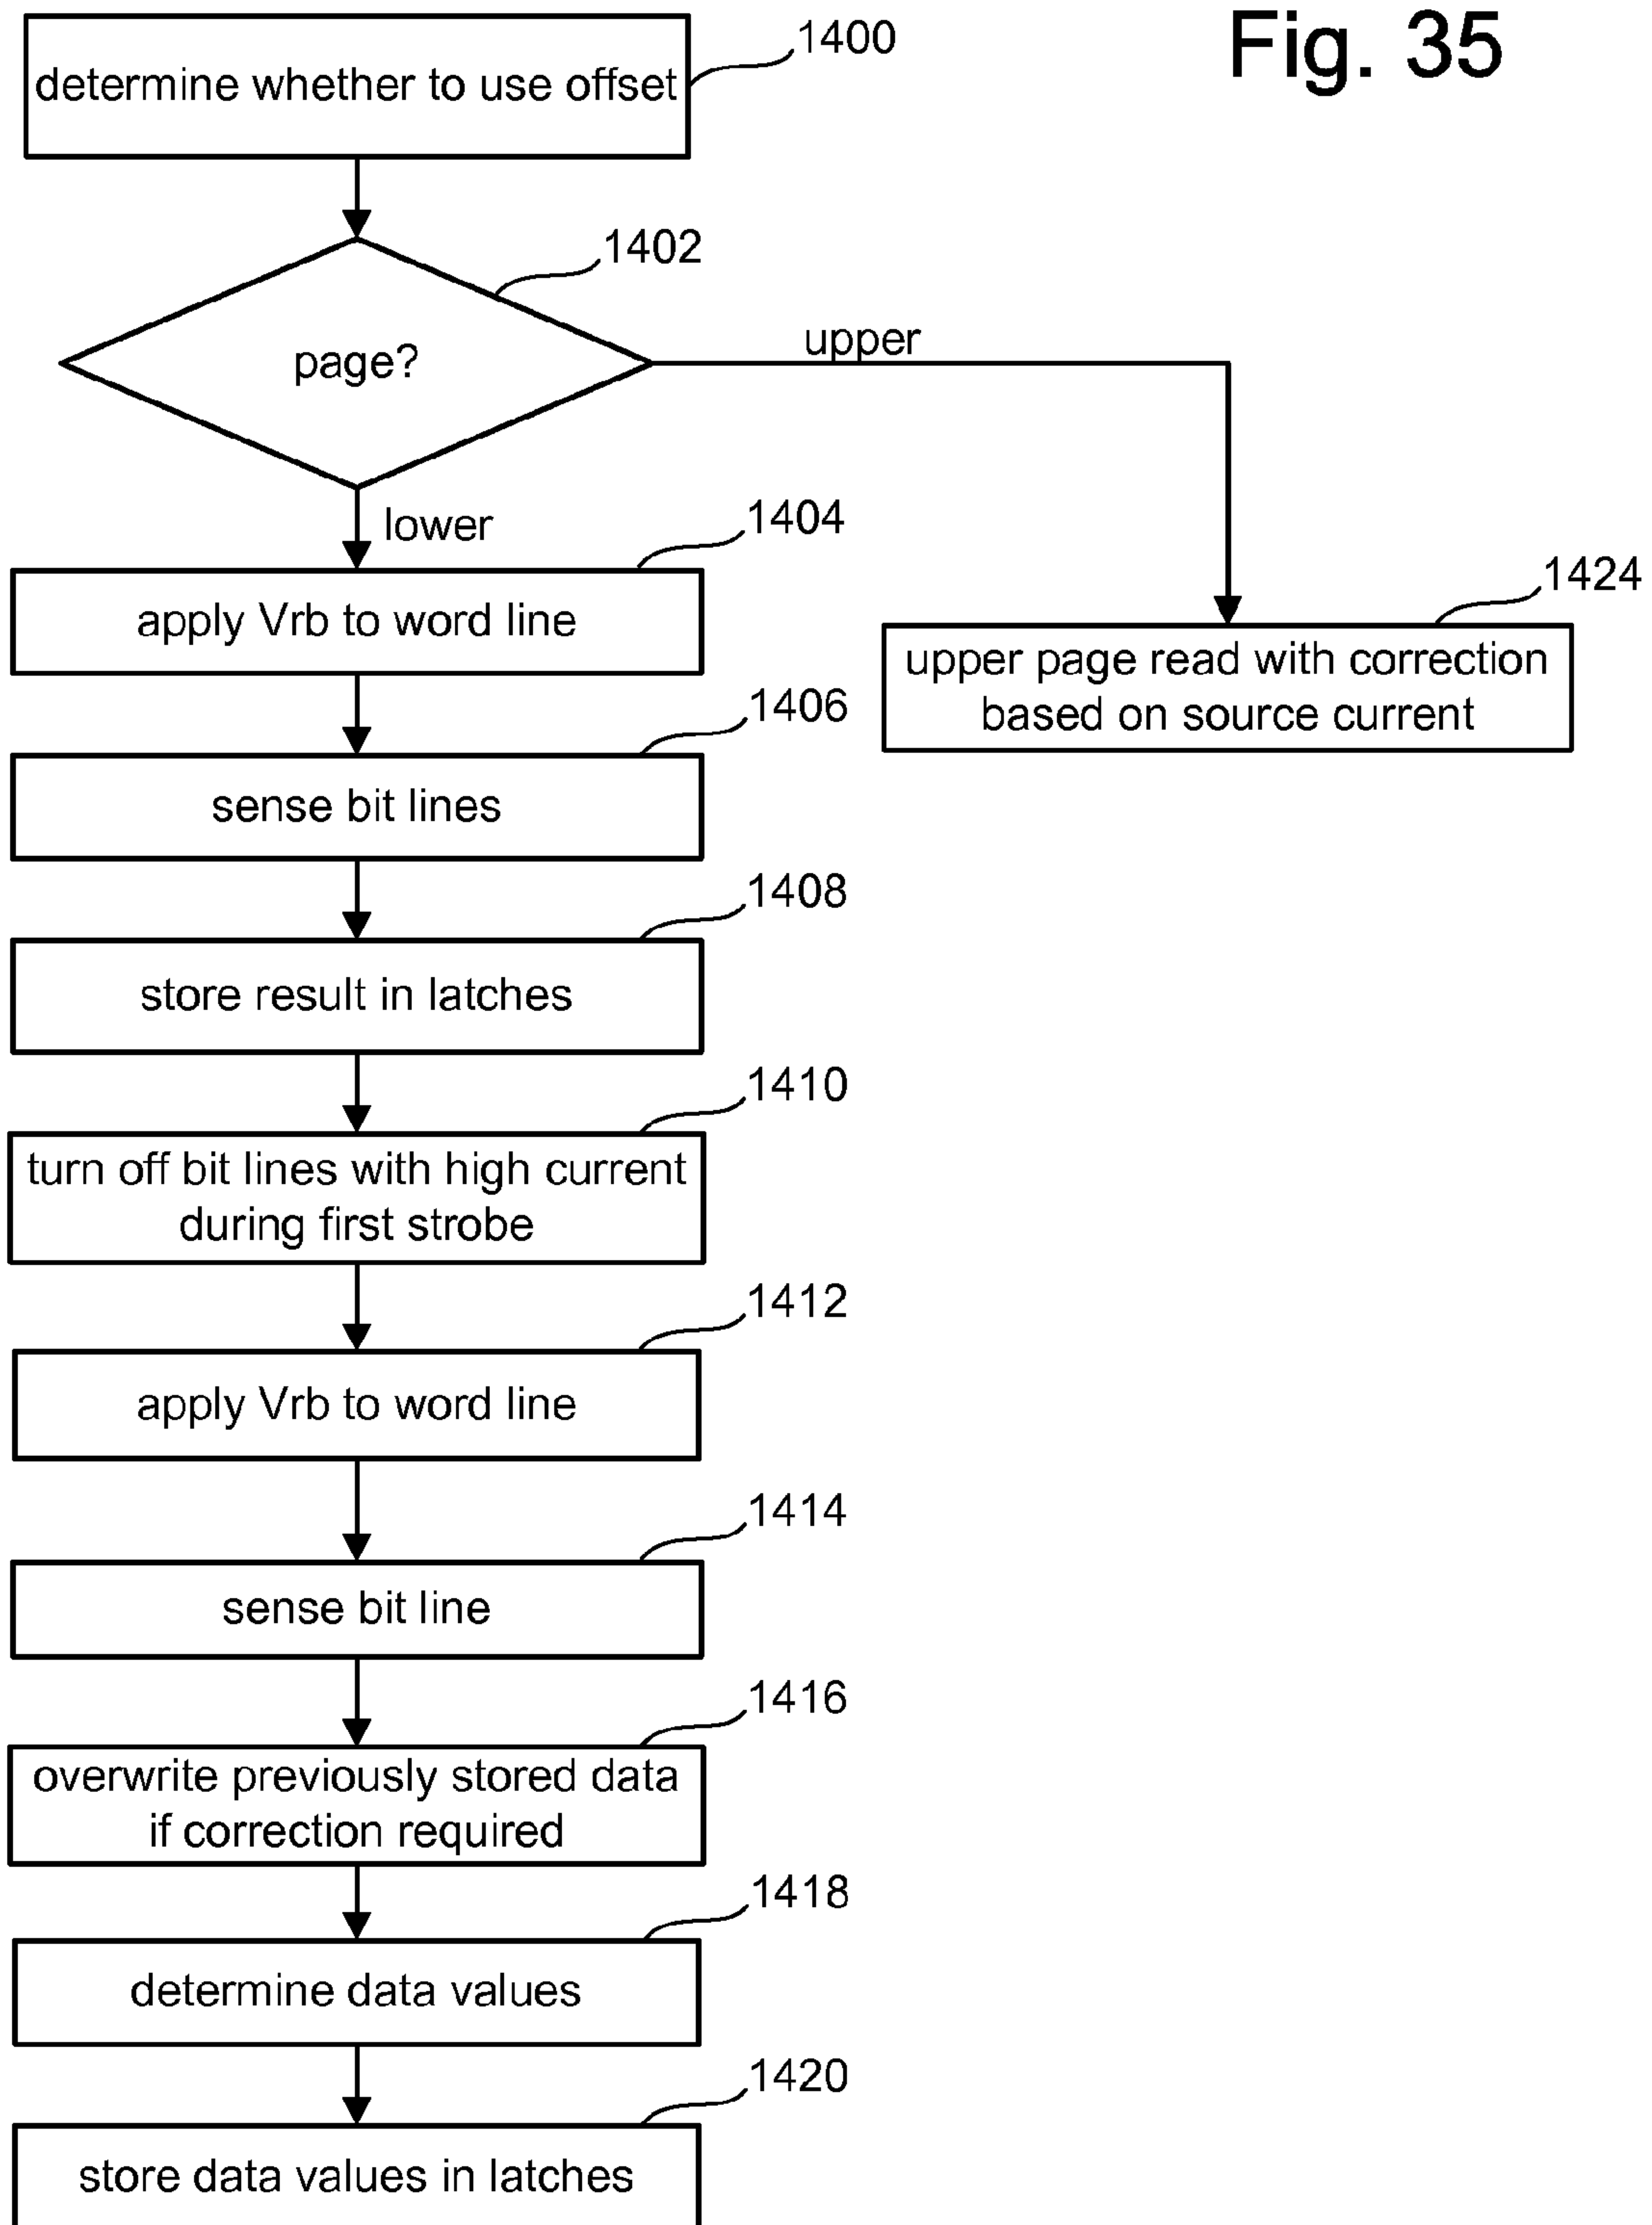 Fig. 35
1400
determine whether to use offset
1402
page?
upper
lower
1404
apply Vrb to word line
1424
upper page read with correction
based on source current
1406
sense bit lines
1408
store result in latches
1410
turn off bit lines with high current
during first strobe
1412
apply Vrb to word line
1414
sense bit line
1416
overwrite previously stored data
if correction required
1418
determine data values
1420
store data values in latches